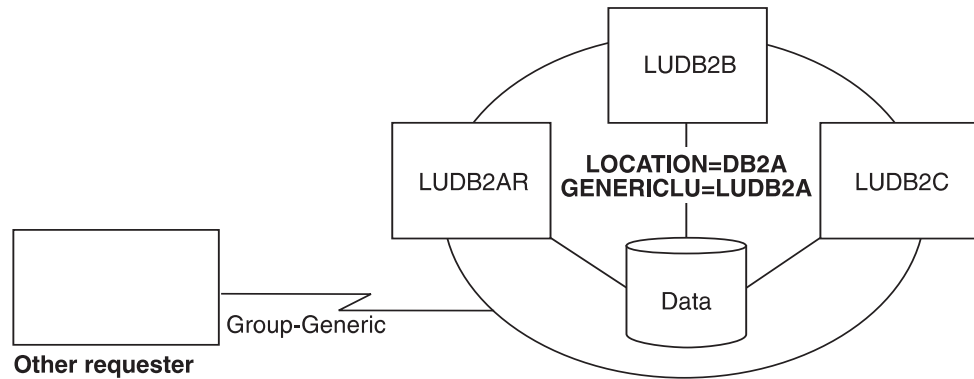 LUDB2B
LOCATION=DB2A
GENERICLU=LUDB2A
LUDB2AR
LUDB2C
Data
Group-Generic
Other requester